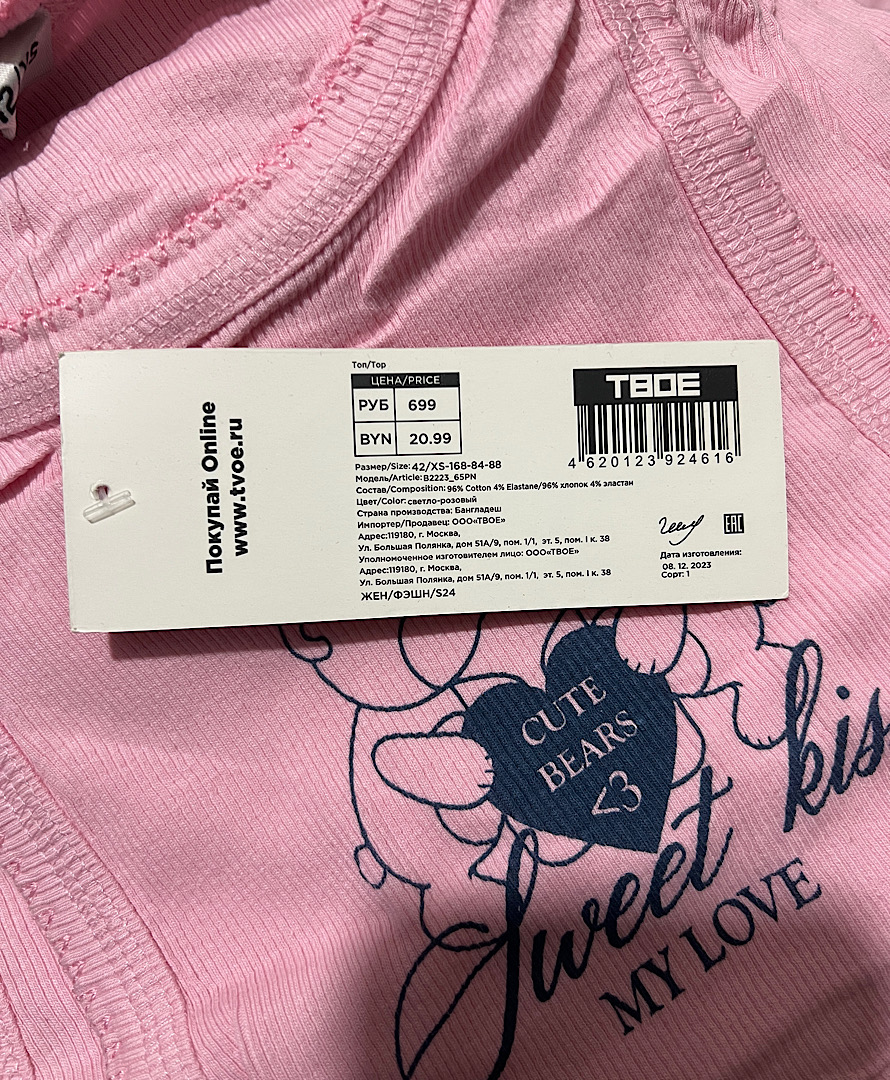 Покупай Online
www.tvoe.ru
Топ/Top
ЦЕНА/PRICE
РУБ 699
BYN 20.99
ТВОЕ
4 620123 924616
Размер/Size: 42/XS-168-84-88
Модель/Article: B2223_65PN
Состав/Composition: 96% Cotton 4% Elastane/96% хлопок 4% эластан
Цвет/Color: светло-розовый
Страна производства: Бангладеш
Импортер/Продавец: ООО«ТВОЕ»
Адрес:119180, г. Москва,
Ул. Большая Полянка, дом 51А/9, пом. 1/1, эт. 5, пом. I к. 38
Уполномоченное изготовителем лицо: ООО«ТВОЕ»
Адрес:119180, г. Москва,
Ул. Большая Полянка, дом 51А/9, пом. 1/1, эт. 5, пом. I к. 38
ЖЕН/ФЭШН/S24
EAC
Дата изготовления:
08. 12. 2023
Сорт: 1
CUTE
BEARS
<3
Sweet kis
MY LOVE